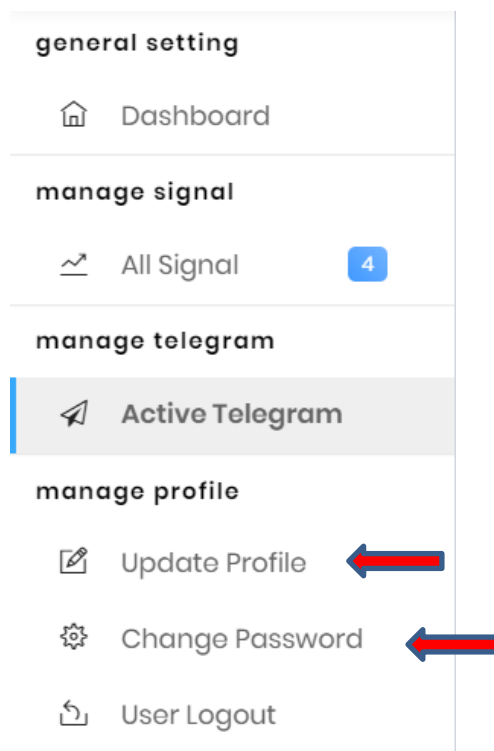 general setting
Dashboard
manage signal
All Signal 4
manage telegram
Active Telegram
manage profile
Update Profile
Change Password
User Logout